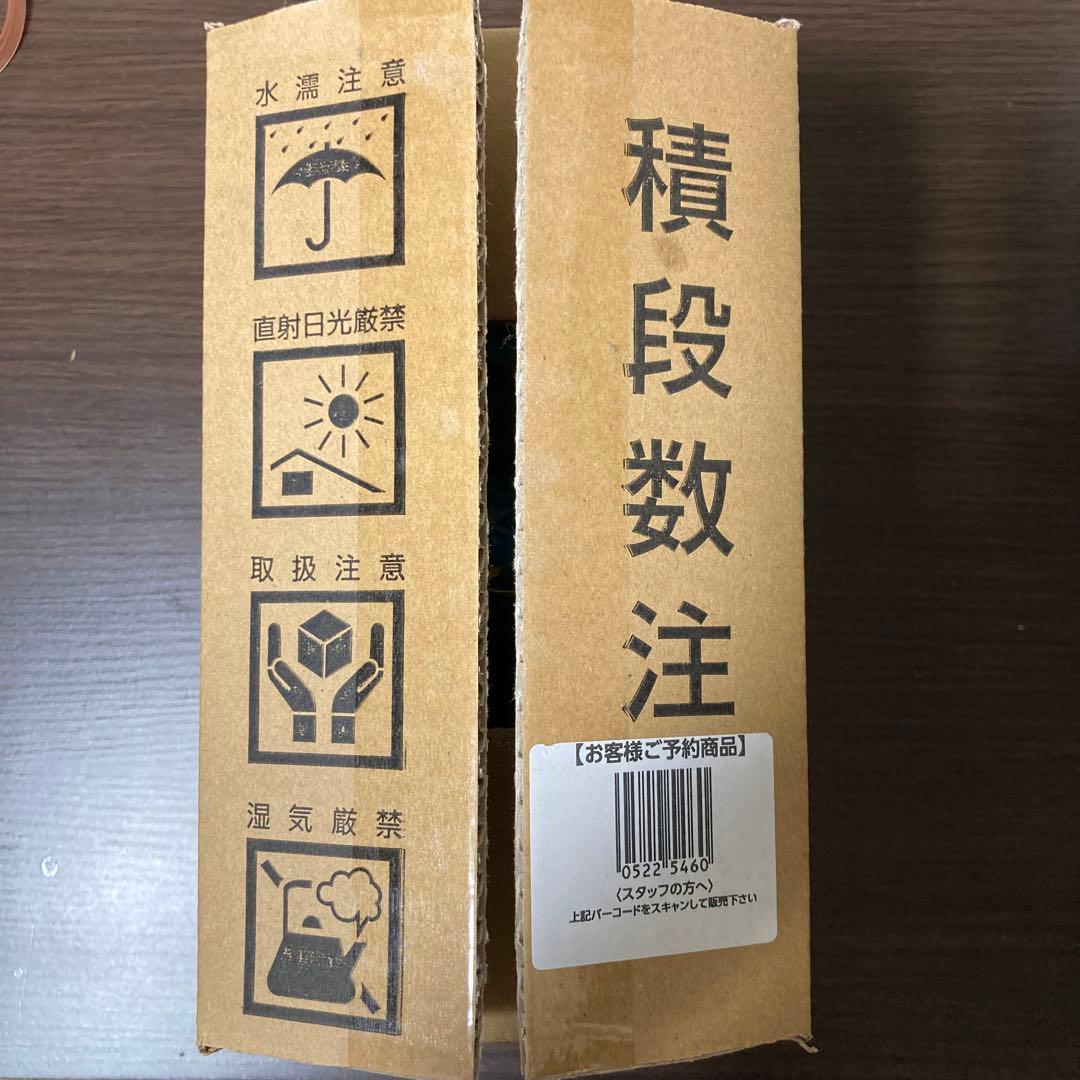 水濡注意
直射日光厳禁
取扱注意
湿気厳禁
積段数注
【お客様ご予約商品】
0522 5460
〈スタッフの方へ〉
上記バーコードをスキャンして販売下さい